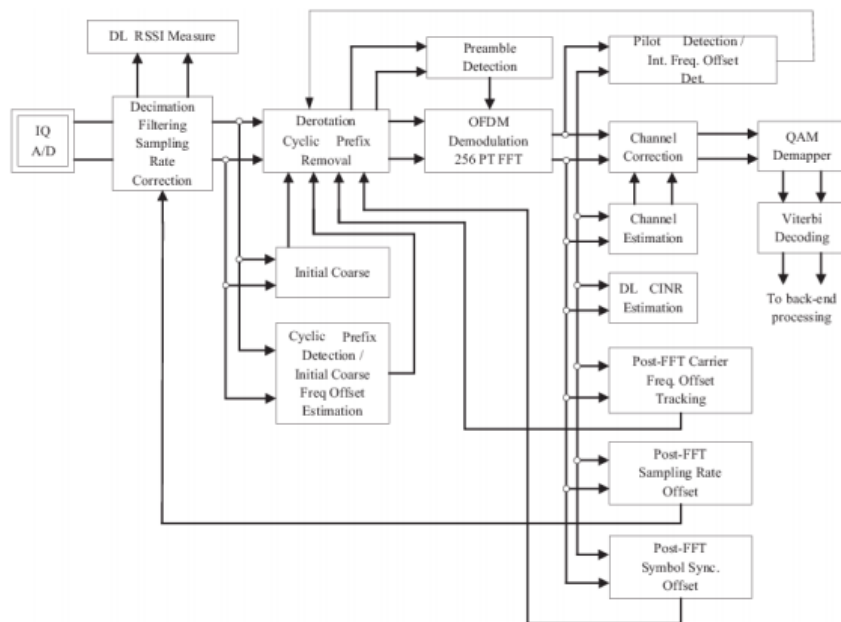 DL RSSI Measure
IQ
A/D
Decimation
Filtering
Sampling
Rate
Correction
Derotation
Cyclic Prefix
Removal
Preamble
Detection
OFDM
Demodulation
256 PT FFT
Pilot Detection /
Int. Freq. Offset
Det.
Channel
Correction
QAM
Demapper
Channel
Estimation
Viterbi
Decoding
Initial Coarse
DL CINR
Estimation
To back-end
processing
Cyclic Prefix
Detection /
Initial Coarse
Freq Offset
Estimation
Post-FFT Carrier
Freq. Offset
Tracking
Post-FFT
Sampling Rate
Offset
Post-FFT
Symbol Sync.
Offset